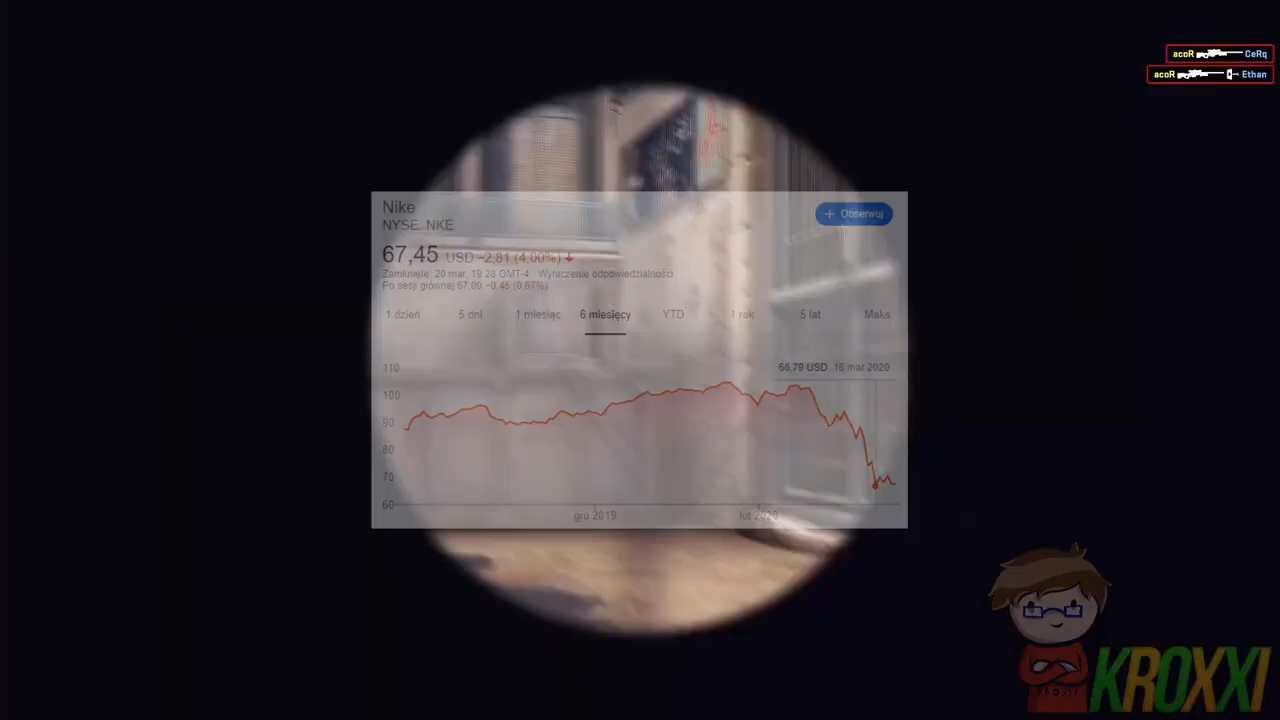 acoR CeRq
acoR Ethan
Nike
NYSE: NKE
+ Obserwuj
67,45 USD −2,81 (4,00%) ↓
Zamknięte: 20 mar, 19:28 GMT-4 · Wyłączenie odpowiedzialności
Po sesji głównej 67,00 −0,45 (0,67%)
1 dzień 5 dni 1 miesiąc 6 miesięcy YTD 1 rok 5 lat Maks
66,79 USD 16 mar 2020
110
100
90
80
70
60
gru 2019 lut 2020
KROXXI